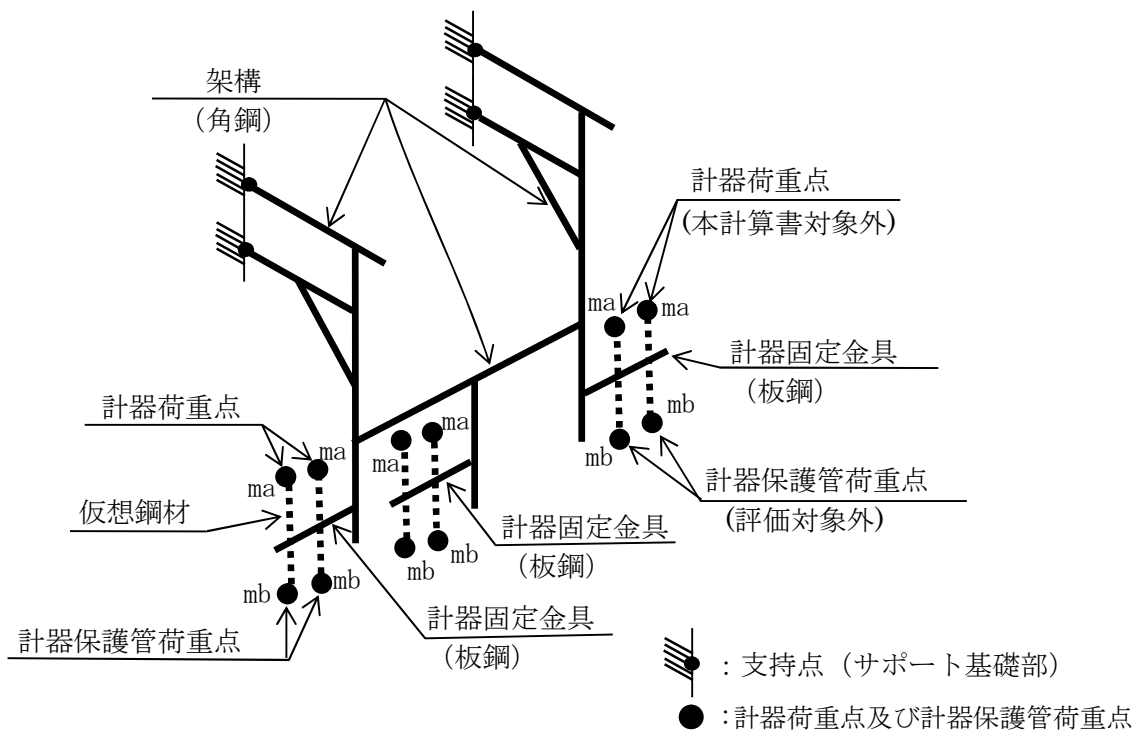 架構
(角鋼)
計器荷重点
(本計算書対象外)
ma
ma
計器固定金具
(板鋼)
mb
mb
計器保護管荷重点
(評価対象外)
計器荷重点
ma
ma
ma
ma
仮想鋼材
計器固定金具
(板鋼)
mb
mb
mb
mb
計器固定金具
(板鋼)
計器保護管荷重点
：支持点（サポート基礎部）
：計器荷重点及び計器保護管荷重点